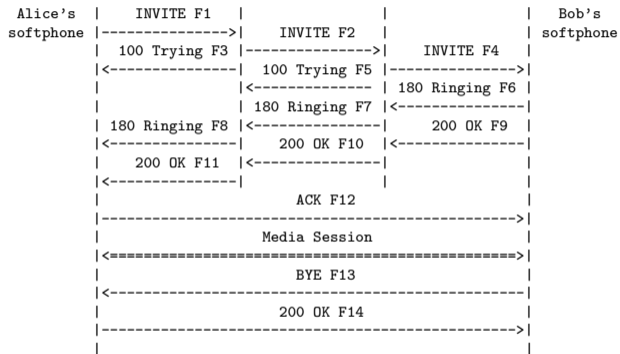 Alice's | INVITE F1 | | | Bob's
softphone |--------------->| INVITE F2 | | softphone
| 100 Trying F3 |--------------->| INVITE F4 |
|<---------------| 100 Trying F5 |--------------->|
| |<-------------- | 180 Ringing F6 |
| | 180 Ringing F7 |<---------------|
| 180 Ringing F8 |<---------------| 200 OK F9 |
|<---------------| 200 OK F10 |<---------------|
| 200 OK F11 |<---------------| |
|<---------------| | |
| ACK F12 |
|------------------------------------------------->|
| Media Session |
|<================================================>|
| BYE F13 |
|<-------------------------------------------------|
| 200 OK F14 |
|------------------------------------------------->|
| |